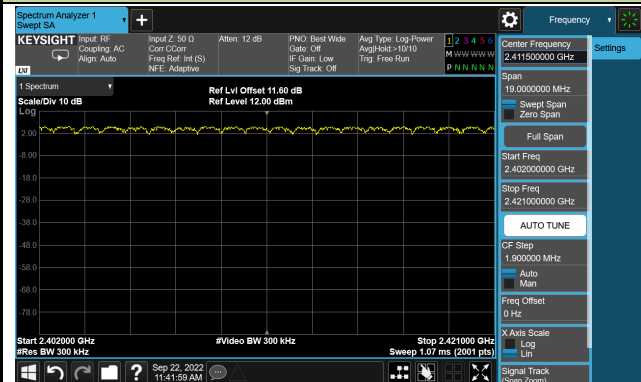 Spectrum Analyzer 1
Swept SA
Frequency
KEYSIGHT Input: RF
Coupling: AC
Align: Auto
Input Z: 50 Ω
Corr CCorr
Freq Ref: Int (S)
NFE: Adaptive
Atten: 12 dB
PNO: Best Wide
Gate: Off
IF Gain: Low
Sig Track: Off
Avg Type: Log-Power
Avg|Hold:>10/10
Trig: Free Run
1 2 3 4 5 6
M W W W W W
P N N N N N
LXI
1 Spectrum
Scale/Div 10 dB
Ref Lvl Offset 11.60 dB
Ref Level 12.00 dBm
Log
2.00
-8.00
-18.0
-28.0
-38.0
-48.0
-58.0
-68.0
-78.0
Start 2.402000 GHz
#Res BW 300 kHz
#Video BW 300 kHz
Stop 2.421000 GHz
Sweep 1.07 ms (2001 pts)
Center Frequency
2.411500000 GHz
Settings
Span
19.0000000 MHz
Swept Span
Zero Span
Full Span
Start Freq
2.402000000 GHz
Stop Freq
2.421000000 GHz
AUTO TUNE
CF Step
1.900000 MHz
Auto
Man
Freq Offset
0 Hz
X Axis Scale
Log
Lin
Signal Track
(Span Zoom)
?
Sep 22, 2022
11:41:59 AM